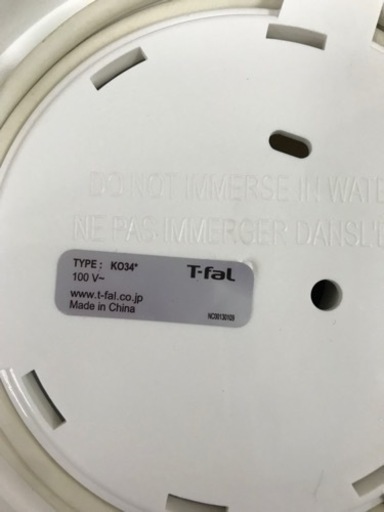 DO NOT IMMERSE IN WATE
NE PAS IMMERGER DANS L'E
TYPE : KO34*
T-faL
100 V~
www.t-fal.co.jp
Made in China
NC00130103